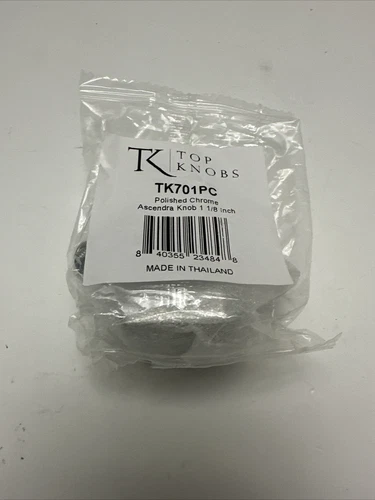 TK TOP KNOBS
TK701PC
Polished Chrome
Ascendra Knob 1 1/8 Inch
8 40355 23484 8
MADE IN THAILAND